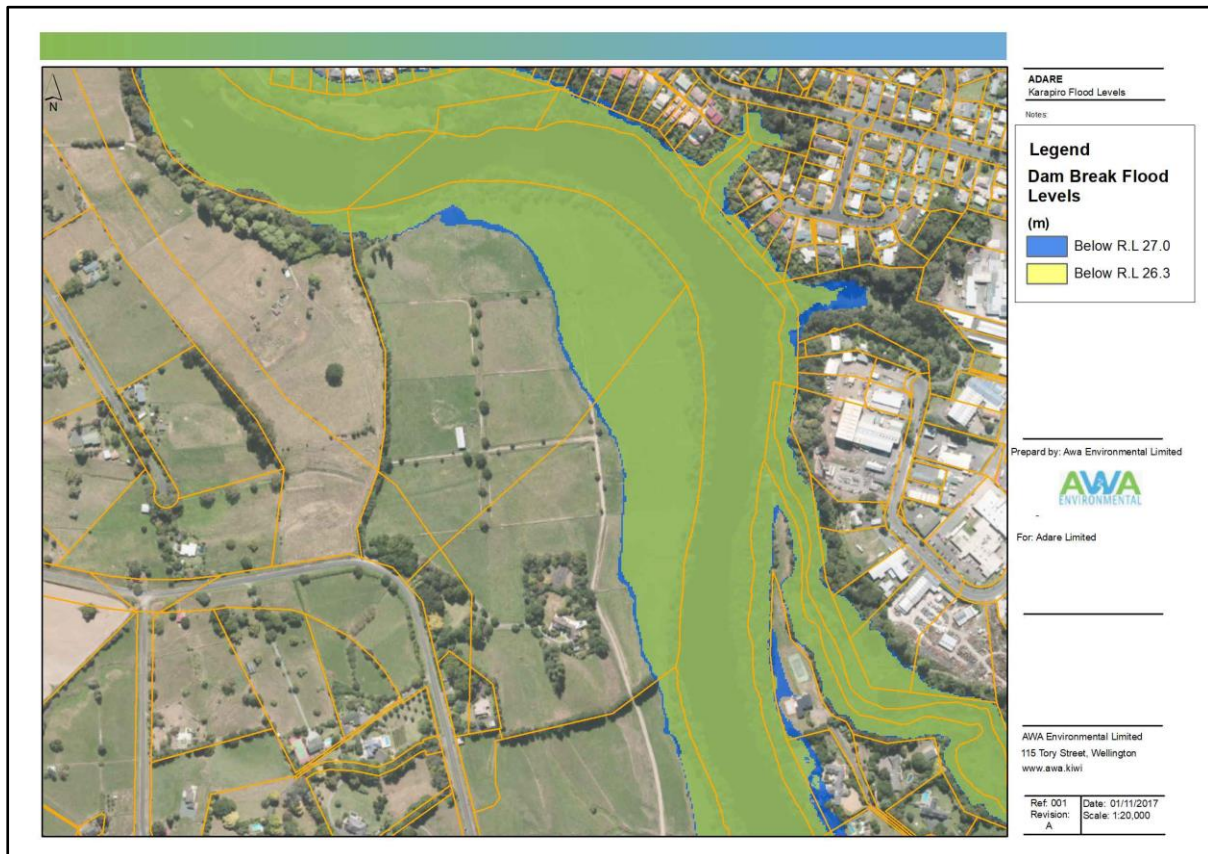 N
ADARE
Karapiro Flood Levels
Notes:
Legend
Dam Break Flood
Levels
(m)
Below R.L 27.0
Below R.L 26.3
Prepard by: Awa Environmental Limited
AWA
ENVIRONMENTAL
-
For: Adare Limited
AWA Environmental Limited
115 Tory Street, Wellington
www.awa.kiwi
Ref: 001
Revision:
A
Date: 01/11/2017
Scale: 1:20,000